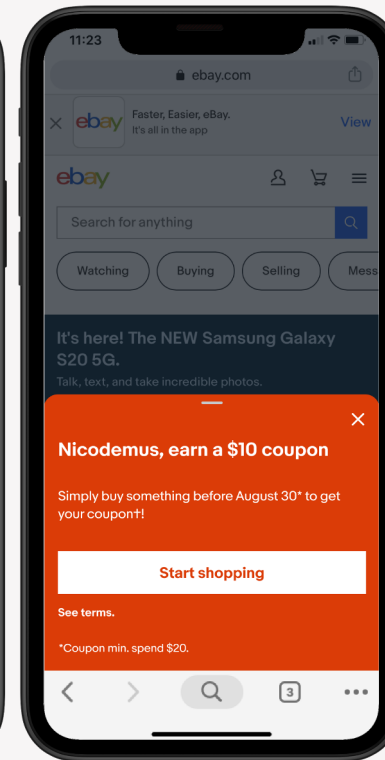 11:23
ebay.com
ebay
Faster, Easier, eBay.
It's all in the app
View
ebay
Search for anything
Watching
Buying
Selling
Mess
It's here! The NEW Samsung Galaxy
S20 5G.
Talk, text, and take incredible photos.
Nicodemus, earn a $10 coupon
Simply buy something before August 30* to get
your coupon†!
Start shopping
See terms.
*Coupon min. spend $20.
3